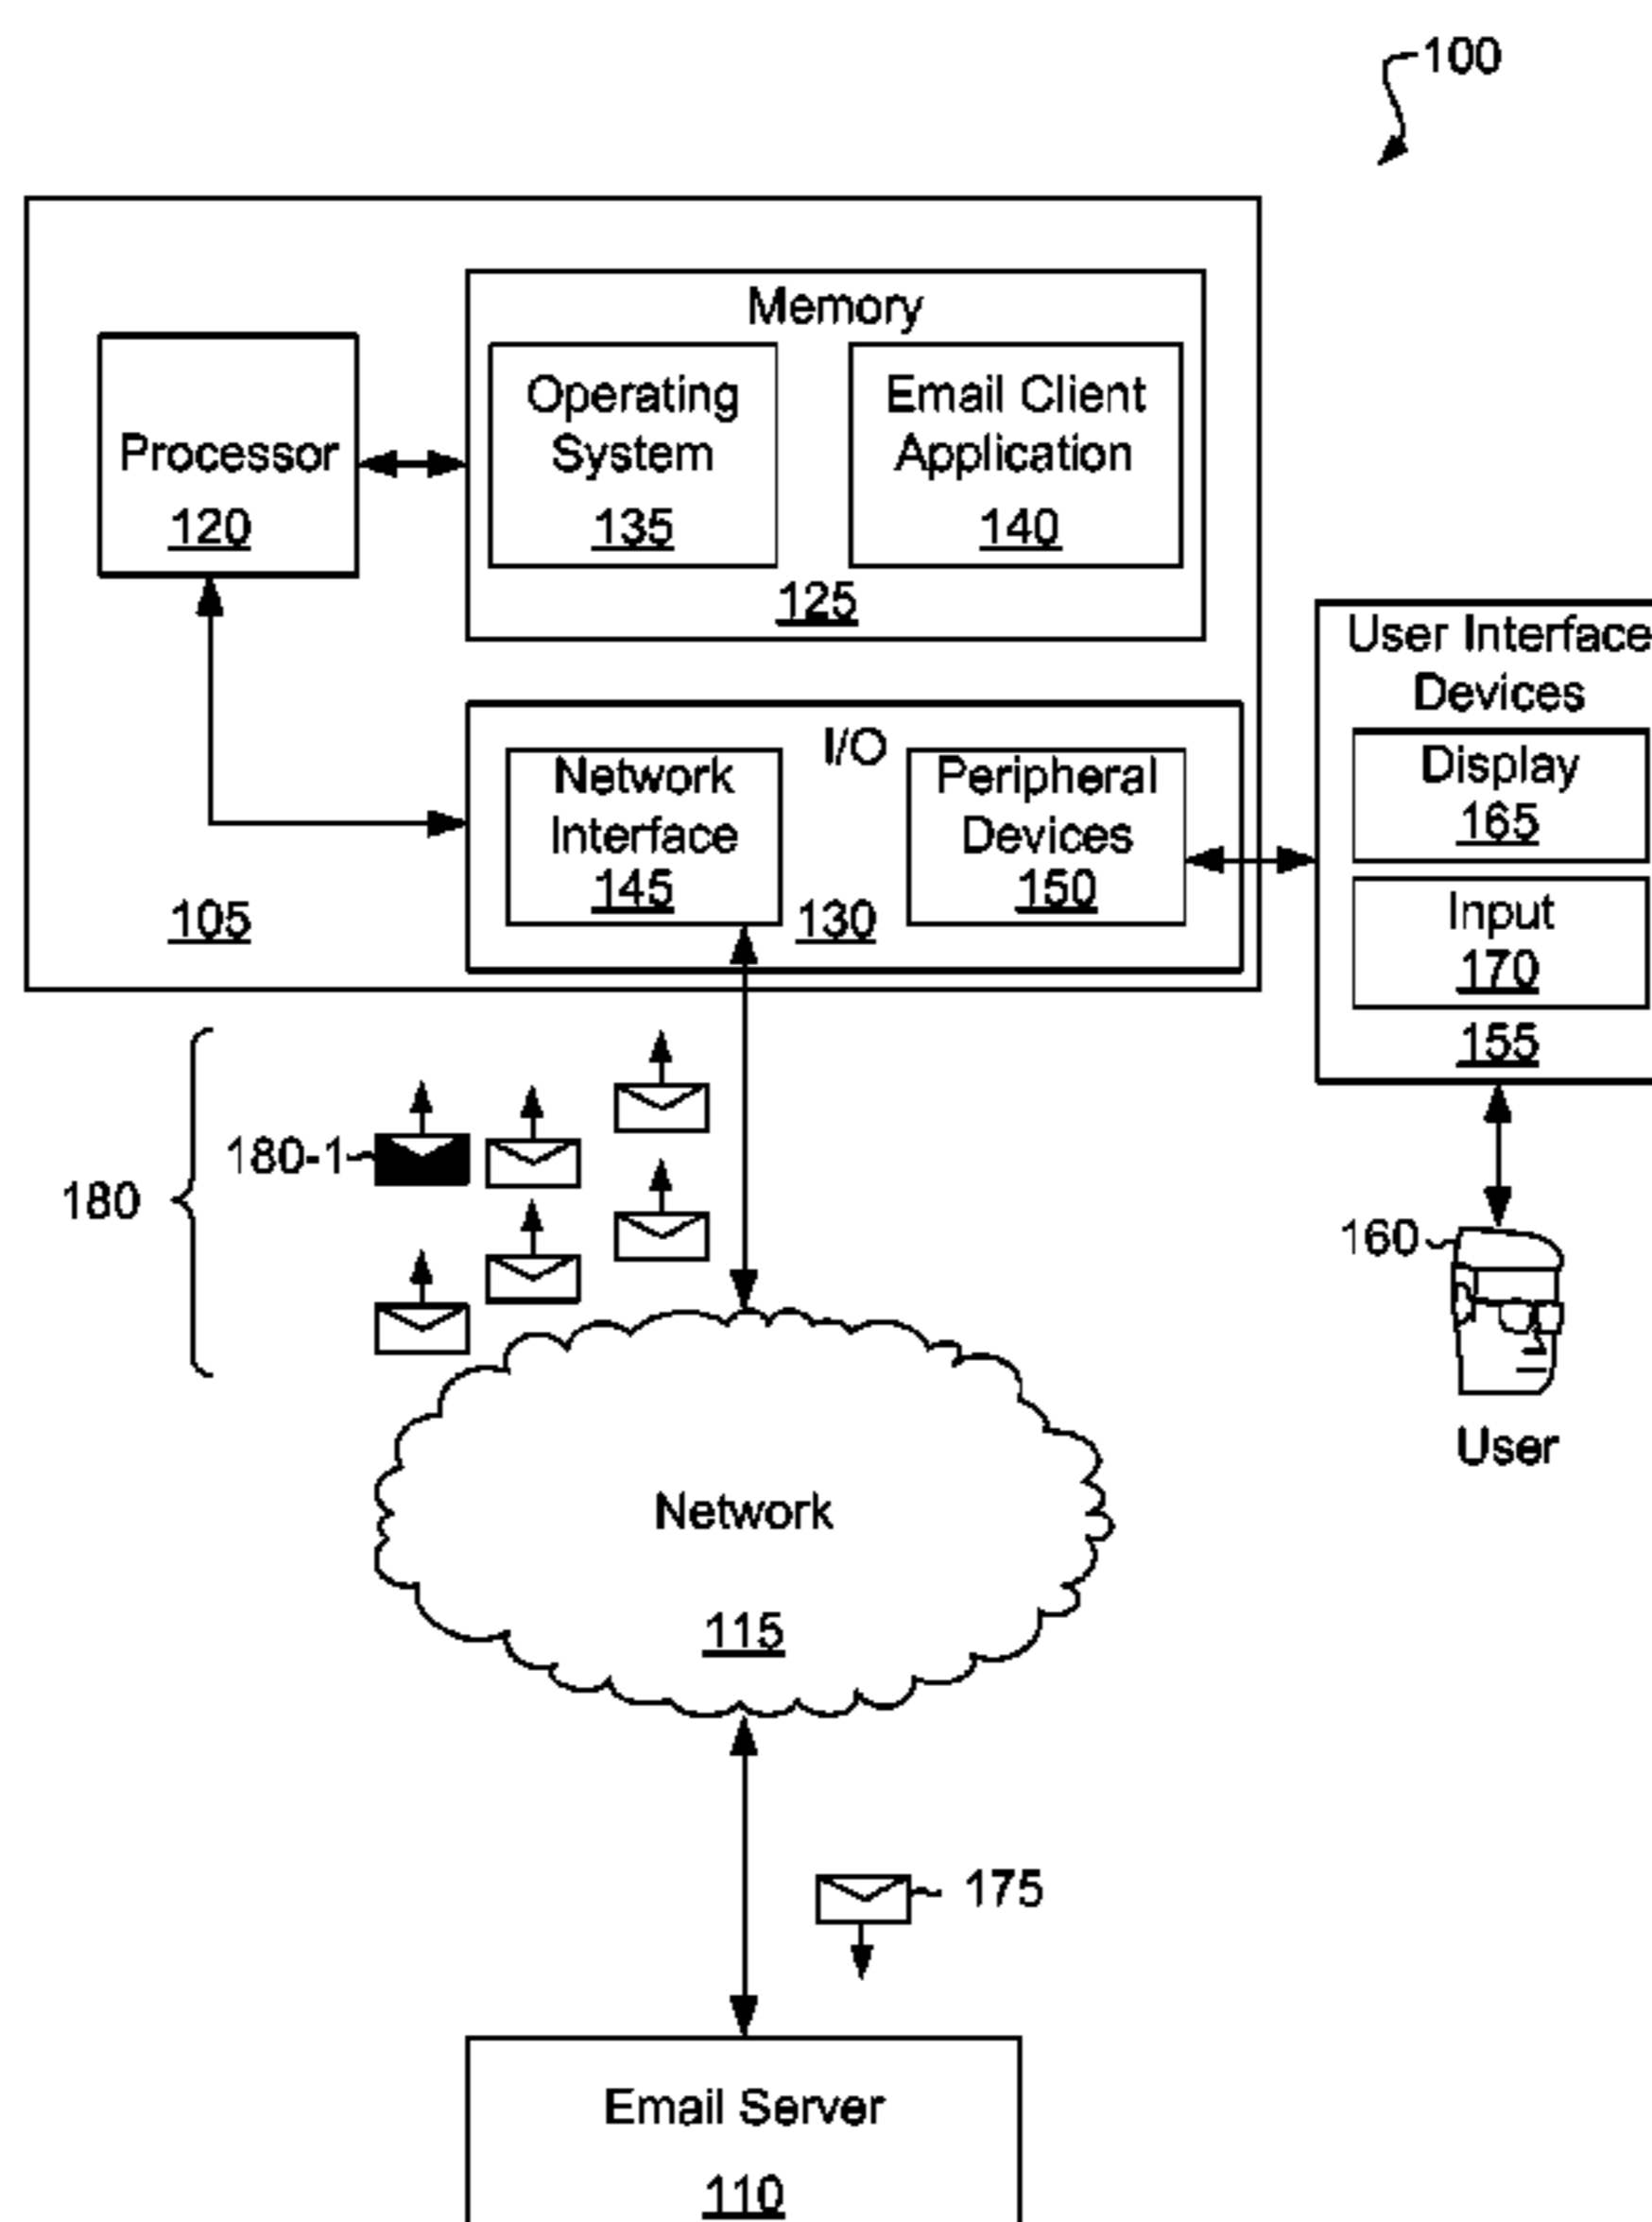 100
Memory
Operating
System
135
Email Client
Application
140
Processor
120
125
I/O
Network
Interface
145
Peripheral
Devices
150
130
105
User Interface
Devices
Display
165
Input
170
155
180-1
180
160
User
Network
115
175
Email Server
110